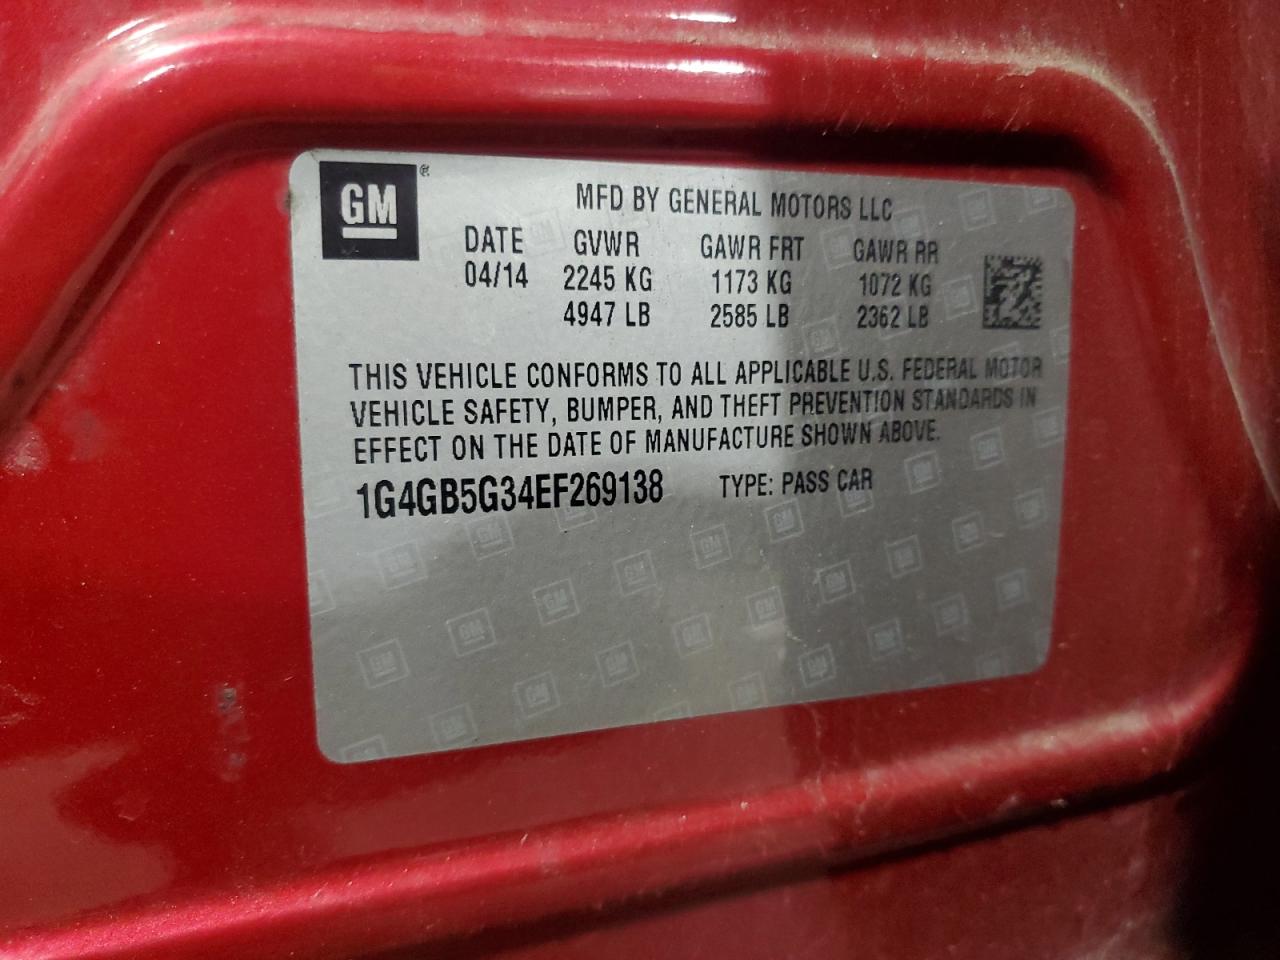 GM®
MFD BY GENERAL MOTORS LLC
DATE GVWR GAWR FRT GAWR RR
04/14 2245 KG 1173 KG 1072 KG
4947 LB 2585 LB 2362 LB
THIS VEHICLE CONFORMS TO ALL APPLICABLE U.S. FEDERAL MOTOR
VEHICLE SAFETY, BUMPER, AND THEFT PREVENTION STANDARDS IN
EFFECT ON THE DATE OF MANUFACTURE SHOWN ABOVE.
1G4GB5G34EF269138 TYPE: PASS CAR